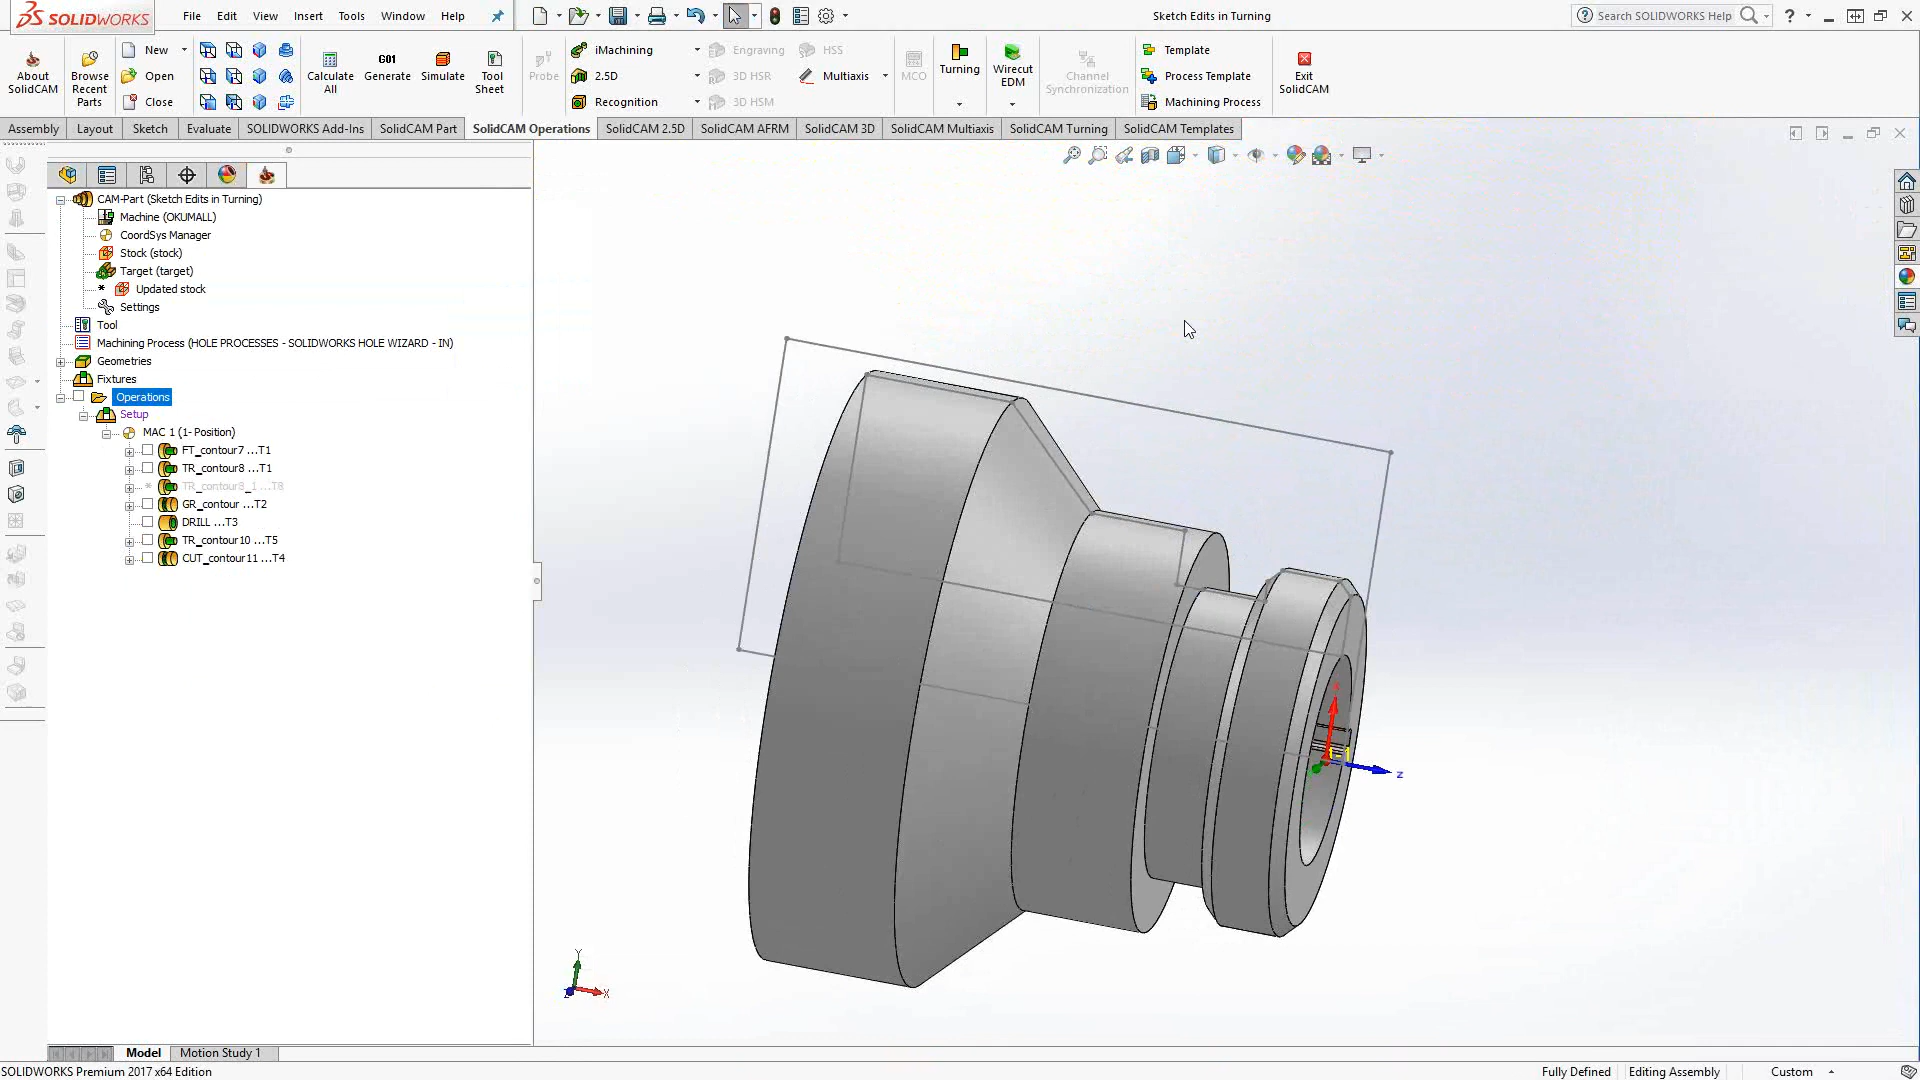 SOLIDWORKS File Edit View Insert Tools Window Help Sketch Edits in Turning Search SOLIDWORKS Help ?
About SolidCAM
Browse Recent Parts
New
Open
Close
Calculate All
G01 Generate
Simulate
Tool Sheet
Probe
iMachining
2.5D
Recognition
Engraving
3D HSR
3D HSM
HSS
Multiaxis
MCO
Turning
Wirecut EDM
Channel Synchronization
Template
Process Template
Machining Process
Exit SolidCAM
Assembly Layout Sketch Evaluate SOLIDWORKS Add-Ins SolidCAM Part SolidCAM Operations SolidCAM 2.5D SolidCAM AFRM SolidCAM 3D SolidCAM Multiaxis SolidCAM Turning SolidCAM Templates
CAM-Part (Sketch Edits in Turning)
Machine (OKUMALL)
CoordSys Manager
Stock (stock)
Target (target)
* Updated stock
Settings
Tool
Machining Process (HOLE PROCESSES - SOLIDWORKS HOLE WIZARD - IN)
Geometries
Fixtures
Operations
Setup
MAC 1 (1- Position)
FT_contour7 ...T1
TR_contour8 ...T1
* TR_contour8_1 ...T8
GR_contour ...T2
DRILL ...T3
TR_contour10 ...T5
CUT_contour11 ...T4
Z
Y
X
Z
Model Motion Study 1
SOLIDWORKS Premium 2017 x64 Edition Fully Defined Editing Assembly Custom